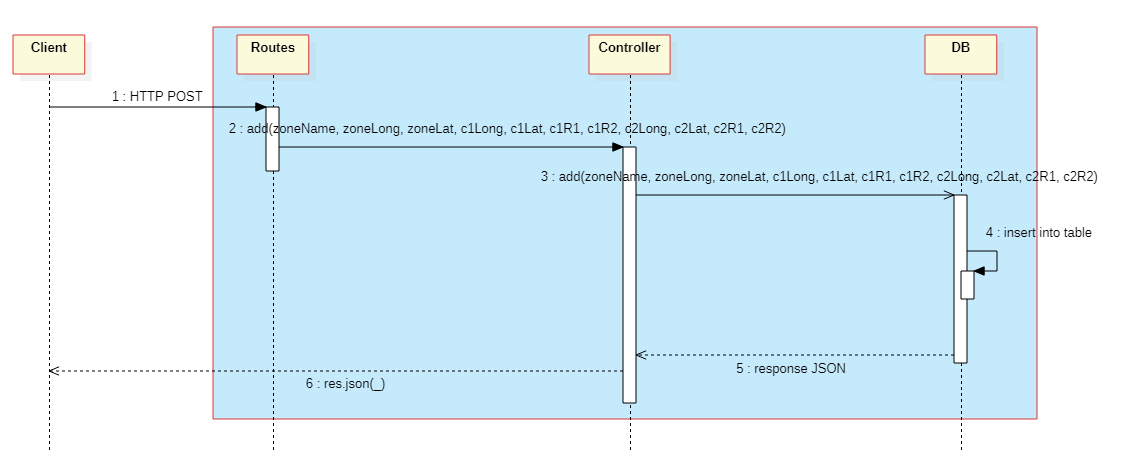 Client
Routes
Controller
DB
1 : HTTP POST
2 : add(zoneName, zoneLong, zoneLat, c1Long, c1Lat, c1R1, c1R2, c2Long, c2Lat, c2R1, c2R2)
3 : add(zoneName, zoneLong, zoneLat, c1Long, c1Lat, c1R1, c1R2, c2Long, c2Lat, c2R1, c2R2)
4 : insert into table
5 : response JSON
6 : res.json(_)